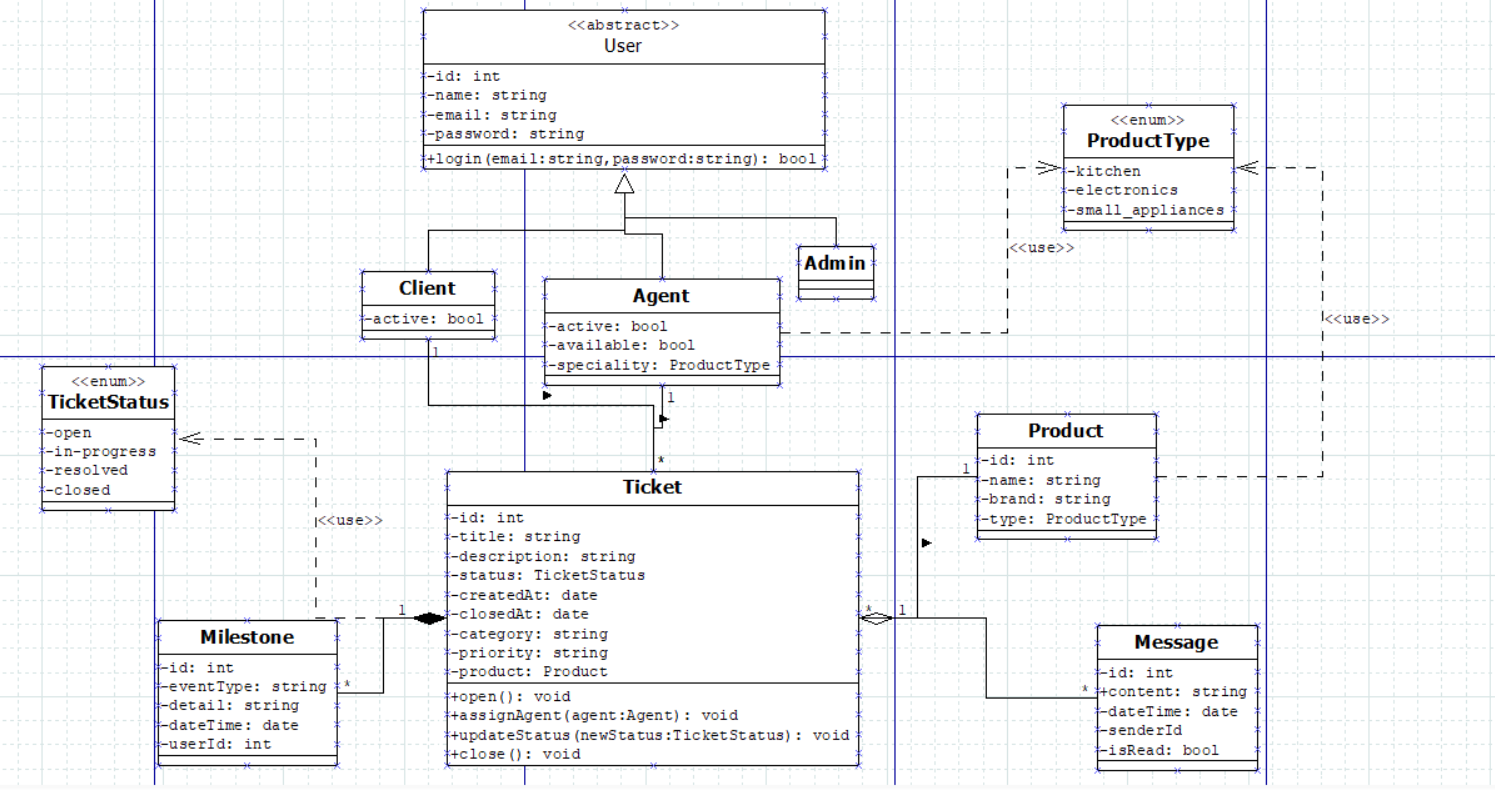 <<abstract>>
User
-id: int
-name: string
-email: string
-password: string
+login(email:string,password:string): bool
<<enum>>
ProductType
-kitchen
-electronics
-small_appliances
<<use>>
<<use>>
Client
-active: bool
1
Agent
-active: bool
-available: bool
-speciality: ProductType
1
Admin
<<enum>>
TicketStatus
-open
-in-progress
-resolved
-closed
<<use>>
*
Ticket
-id: int
-title: string
-description: string
-status: TicketStatus
-createdAt: date
-closedAt: date
-category: string
-priority: string
-product: Product
+open(): void
+assignAgent(agent:Agent): void
+updateStatus(newStatus:TicketStatus): void
+close(): void
1
Product
-id: int
-name: string
-brand: string
-type: ProductType
1
*
1
Milestone
-id: int
-eventType: string
-detail: string
-dateTime: date
-userId: int
*
Message
-id: int
+content: string
-dateTime: date
-senderId
-isRead: bool
*